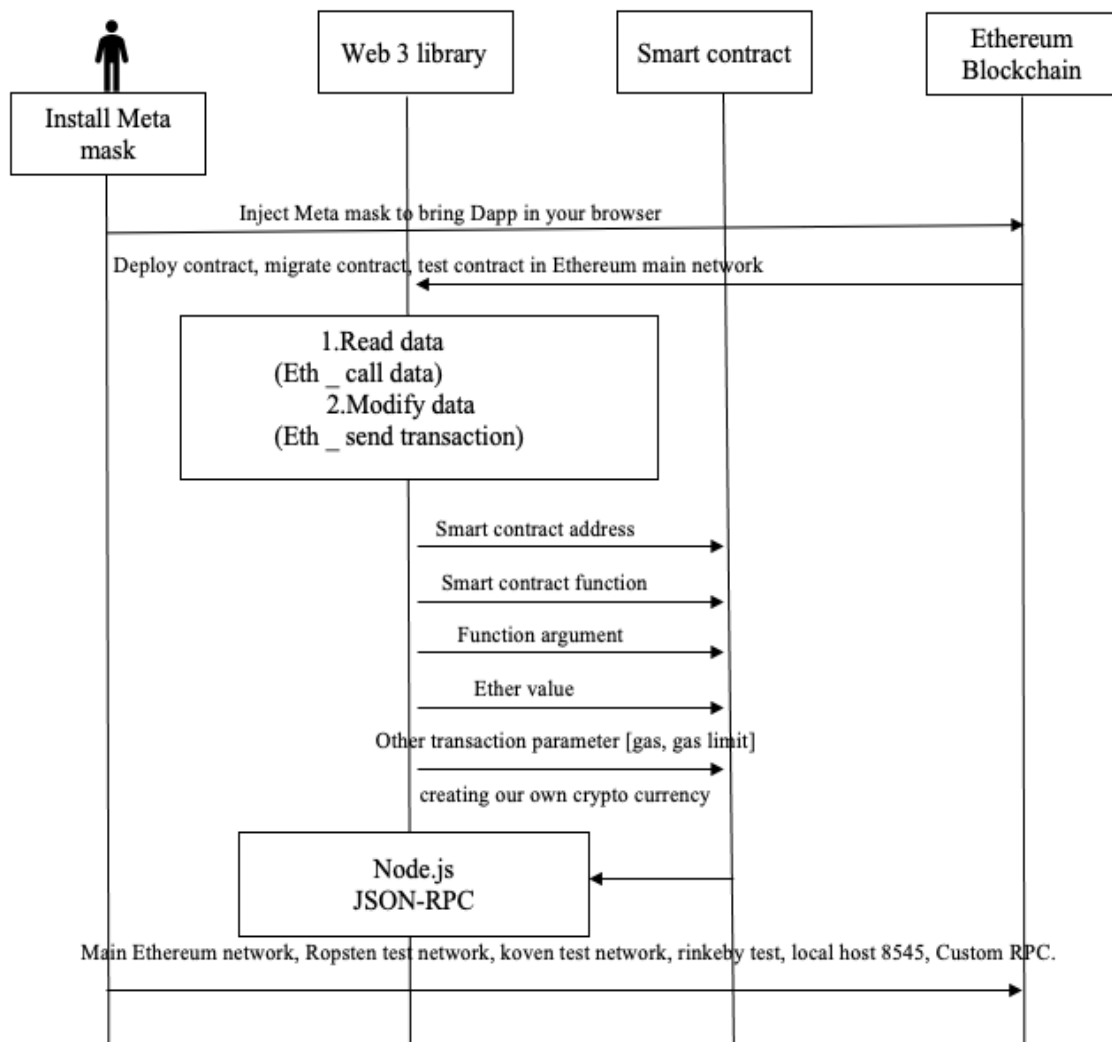 Web 3 library
Smart contract
Ethereum
Blockchain
Install Meta
mask
Inject Meta mask to bring Dapp in your browser
Deploy contract, migrate contract, test contract in Ethereum main network
1.Read data
(Eth _ call data)
2.Modify data
(Eth _ send transaction)
Smart contract address
Smart contract function
Function argument
Ether value
Other transaction parameter [gas, gas limit]
creating our own crypto currency
Node.js
JSON-RPC
Main Ethereum network, Ropsten test network, koven test network, rinkeby test, local host 8545, Custom RPC.